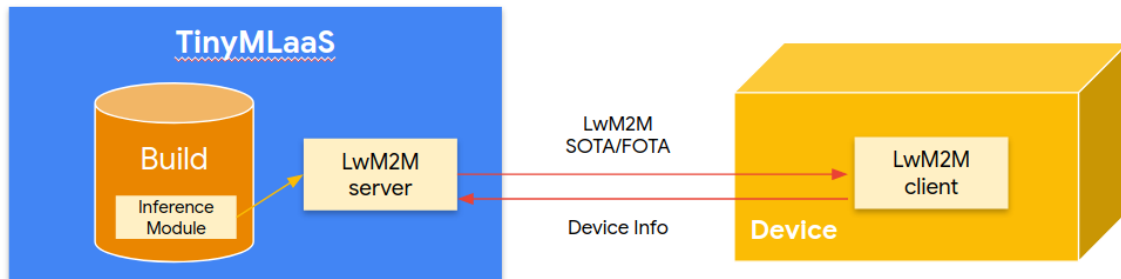 TinyMLaaS
Build
Inference
Module
LwM2M
server
LwM2M
SOTA/FOTA
Device Info
LwM2M
client
Device